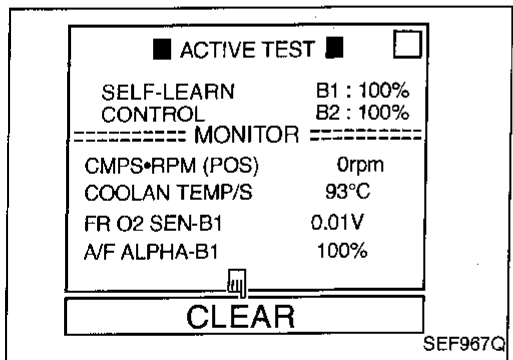 ■ ACTIVE TEST ■
SELF-LEARN B1 : 100%
CONTROL B2 : 100%
========= MONITOR =========
CMPS•RPM (POS) 0rpm
COOLAN TEMP/S 93°C
FR O2 SEN-B1 0.01V
A/F ALPHA-B1 100%
CLEAR
SEF967Q